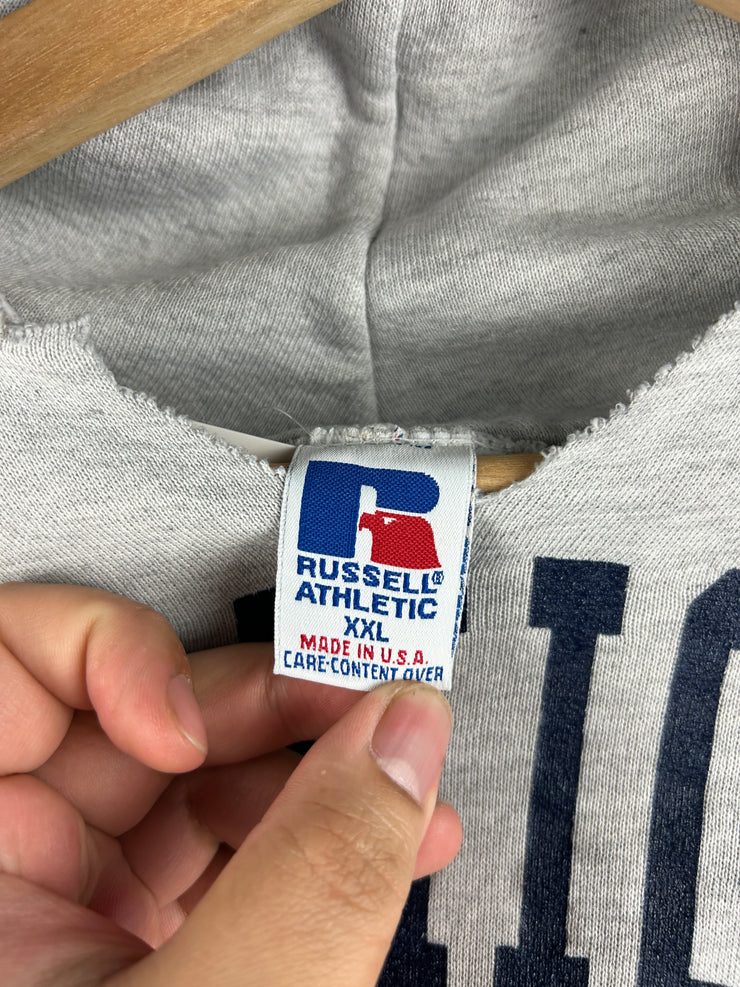 R
RUSSELL®
ATHLETIC
XXL
MADE IN U.S.A.
CARE-CONTENT OVER